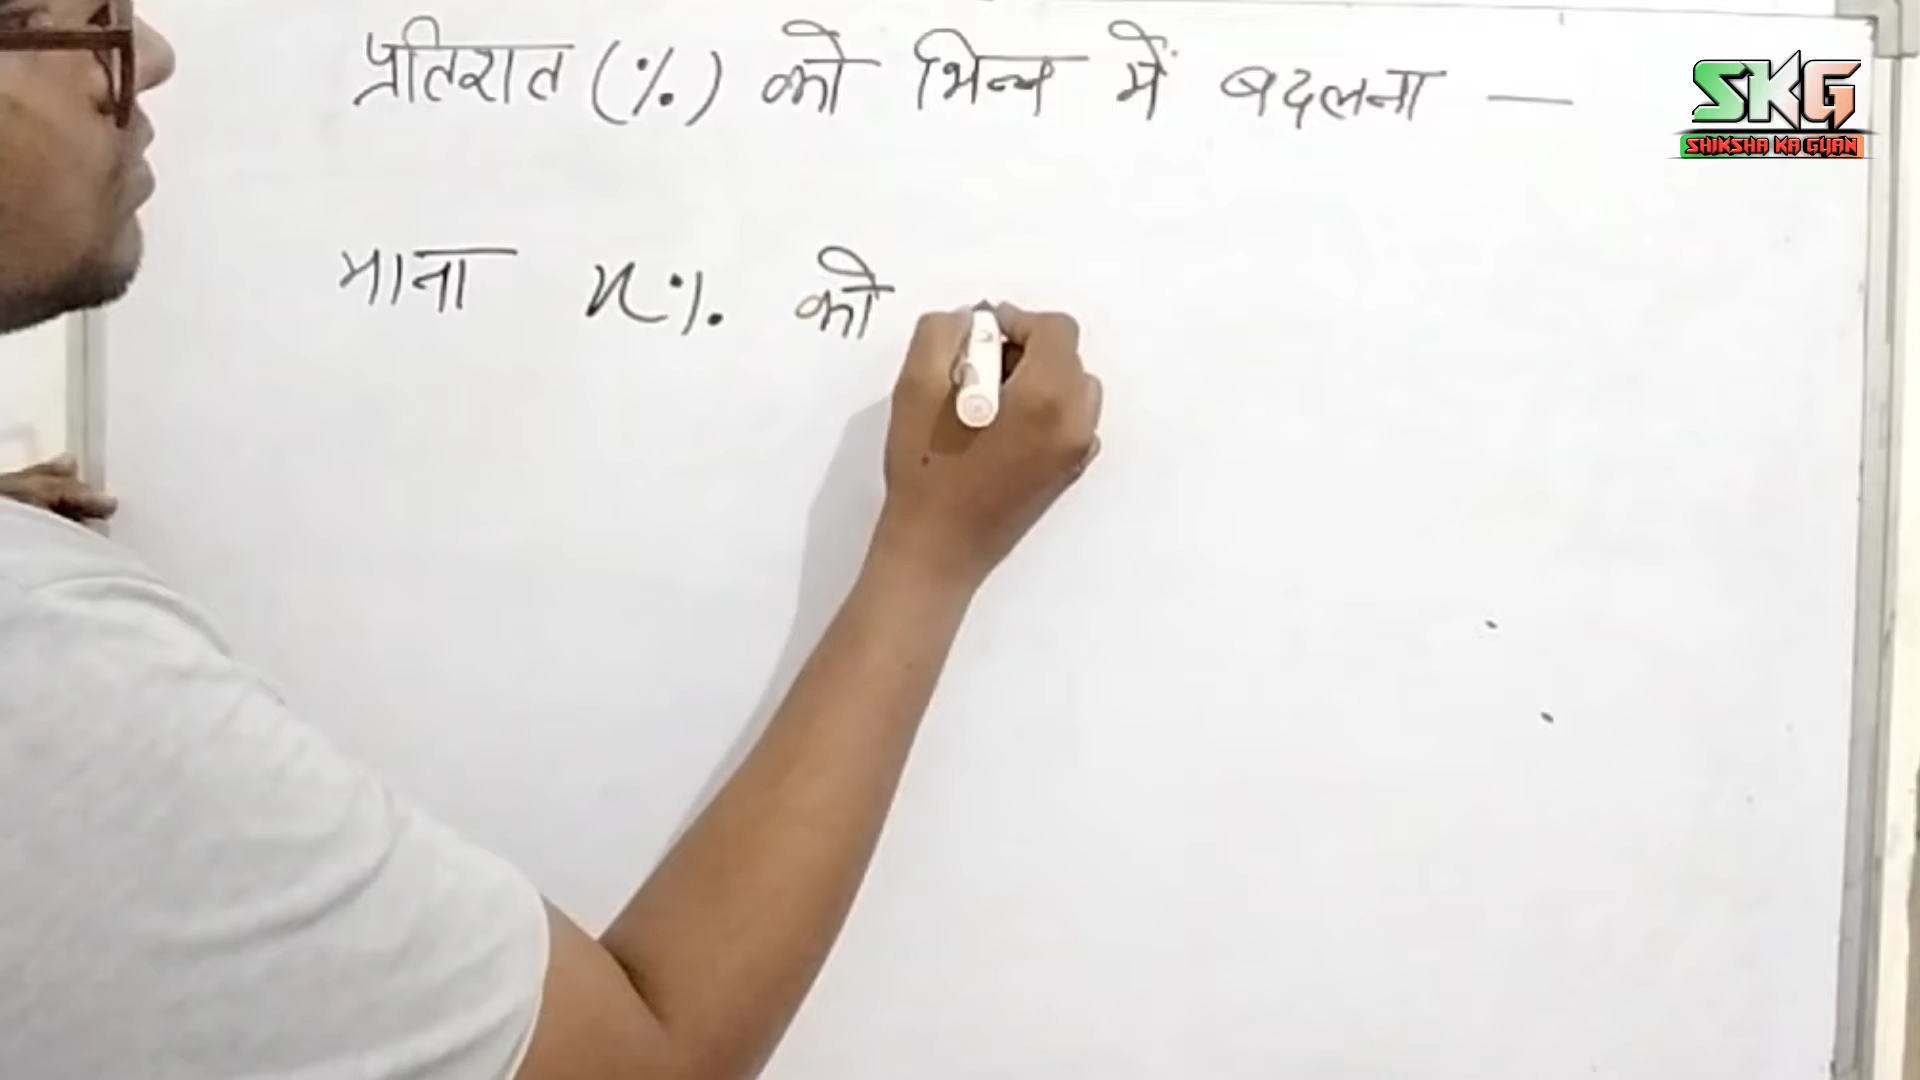 प्रतिशत (%) को भिन्न में बदलना —
माना x% को
SKG
SHIKSHA KA GYAN